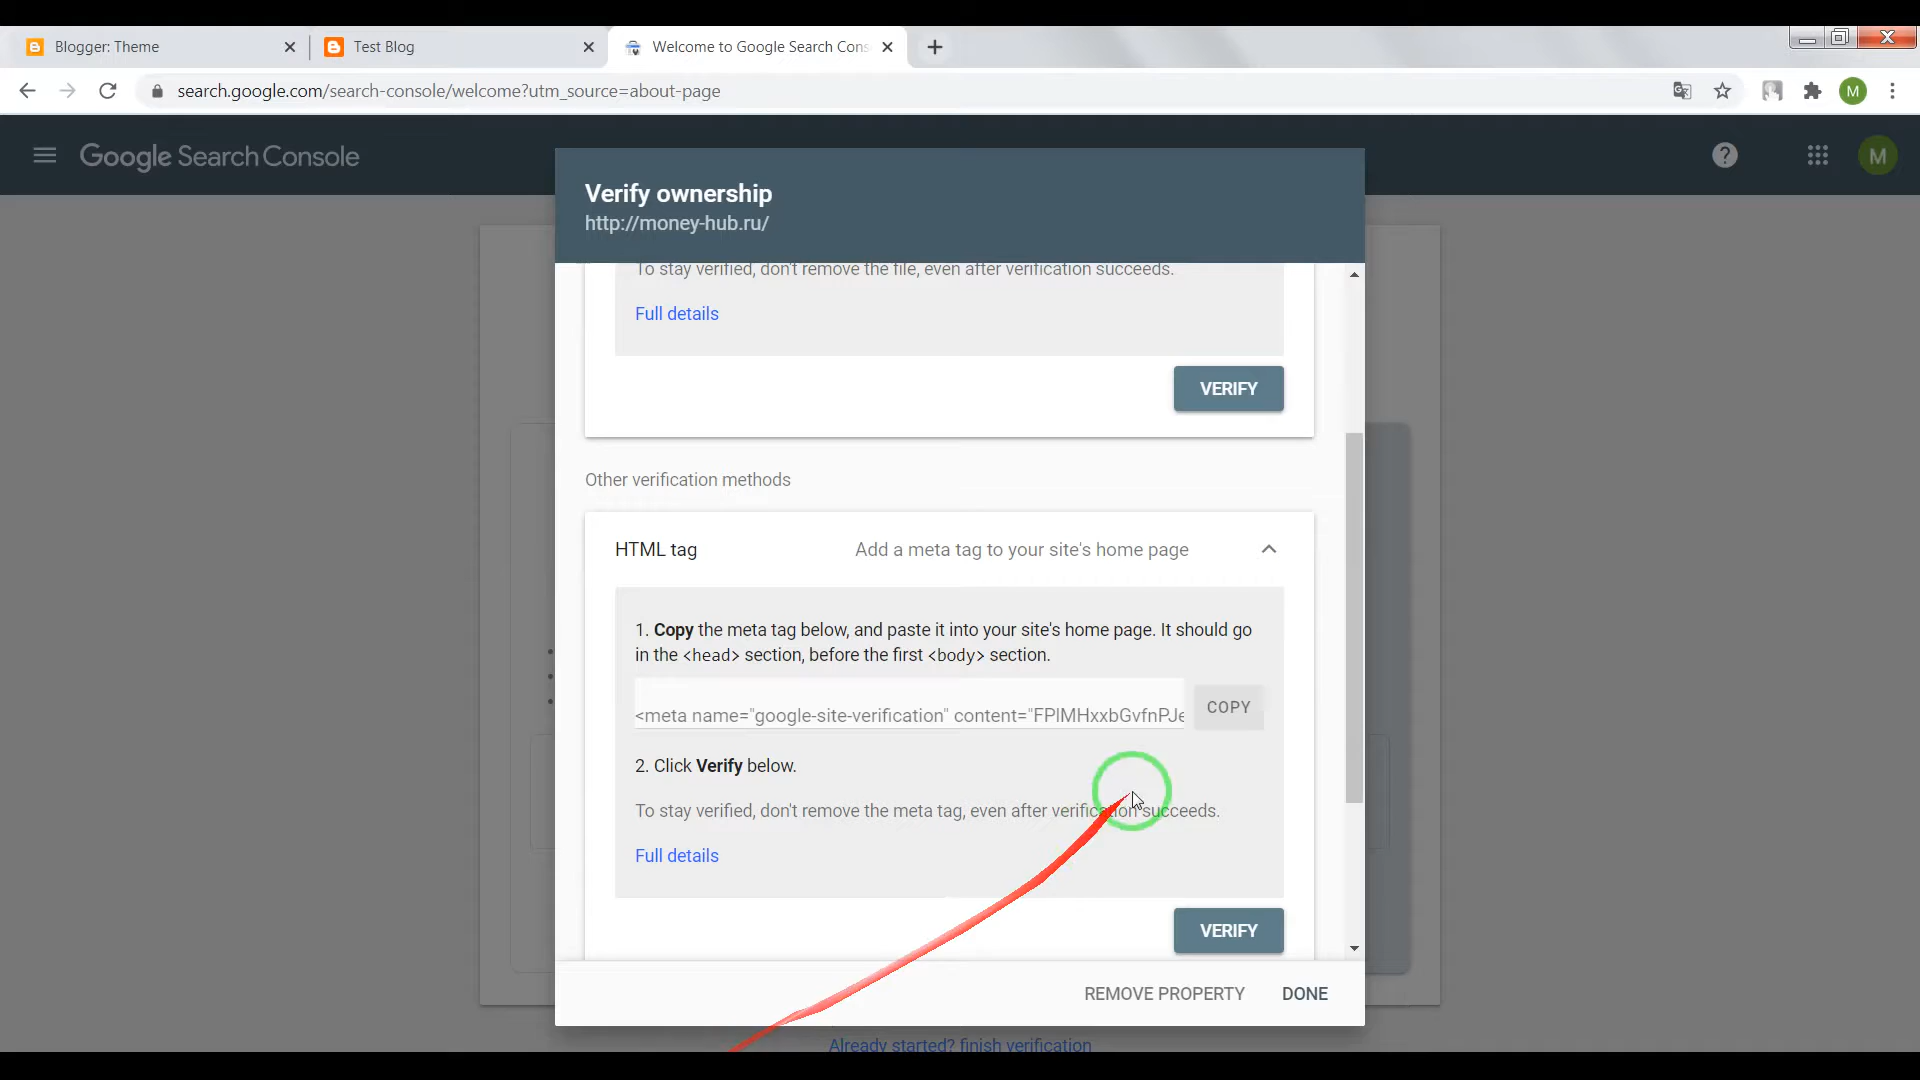 Blogger: Theme
Test Blog
Welcome to Google Search Cons
search.google.com/search-console/welcome?utm_source=about-page
M
Google Search Console
M
Verify ownership
http://money-hub.ru/
To stay verified, don't remove the file, even after verification succeeds.
Full details
VERIFY
Other verification methods
HTML tag
Add a meta tag to your site's home page
1. Copy the meta tag below, and paste it into your site's home page. It should go
in the <head> section, before the first <body> section.
<meta name="google-site-verification" content="FPlMHxxbGvfnPJe
COPY
2. Click Verify below.
To stay verified, don't remove the meta tag, even after verification succeeds.
Full details
VERIFY
REMOVE PROPERTY
DONE
Already started? finish verification